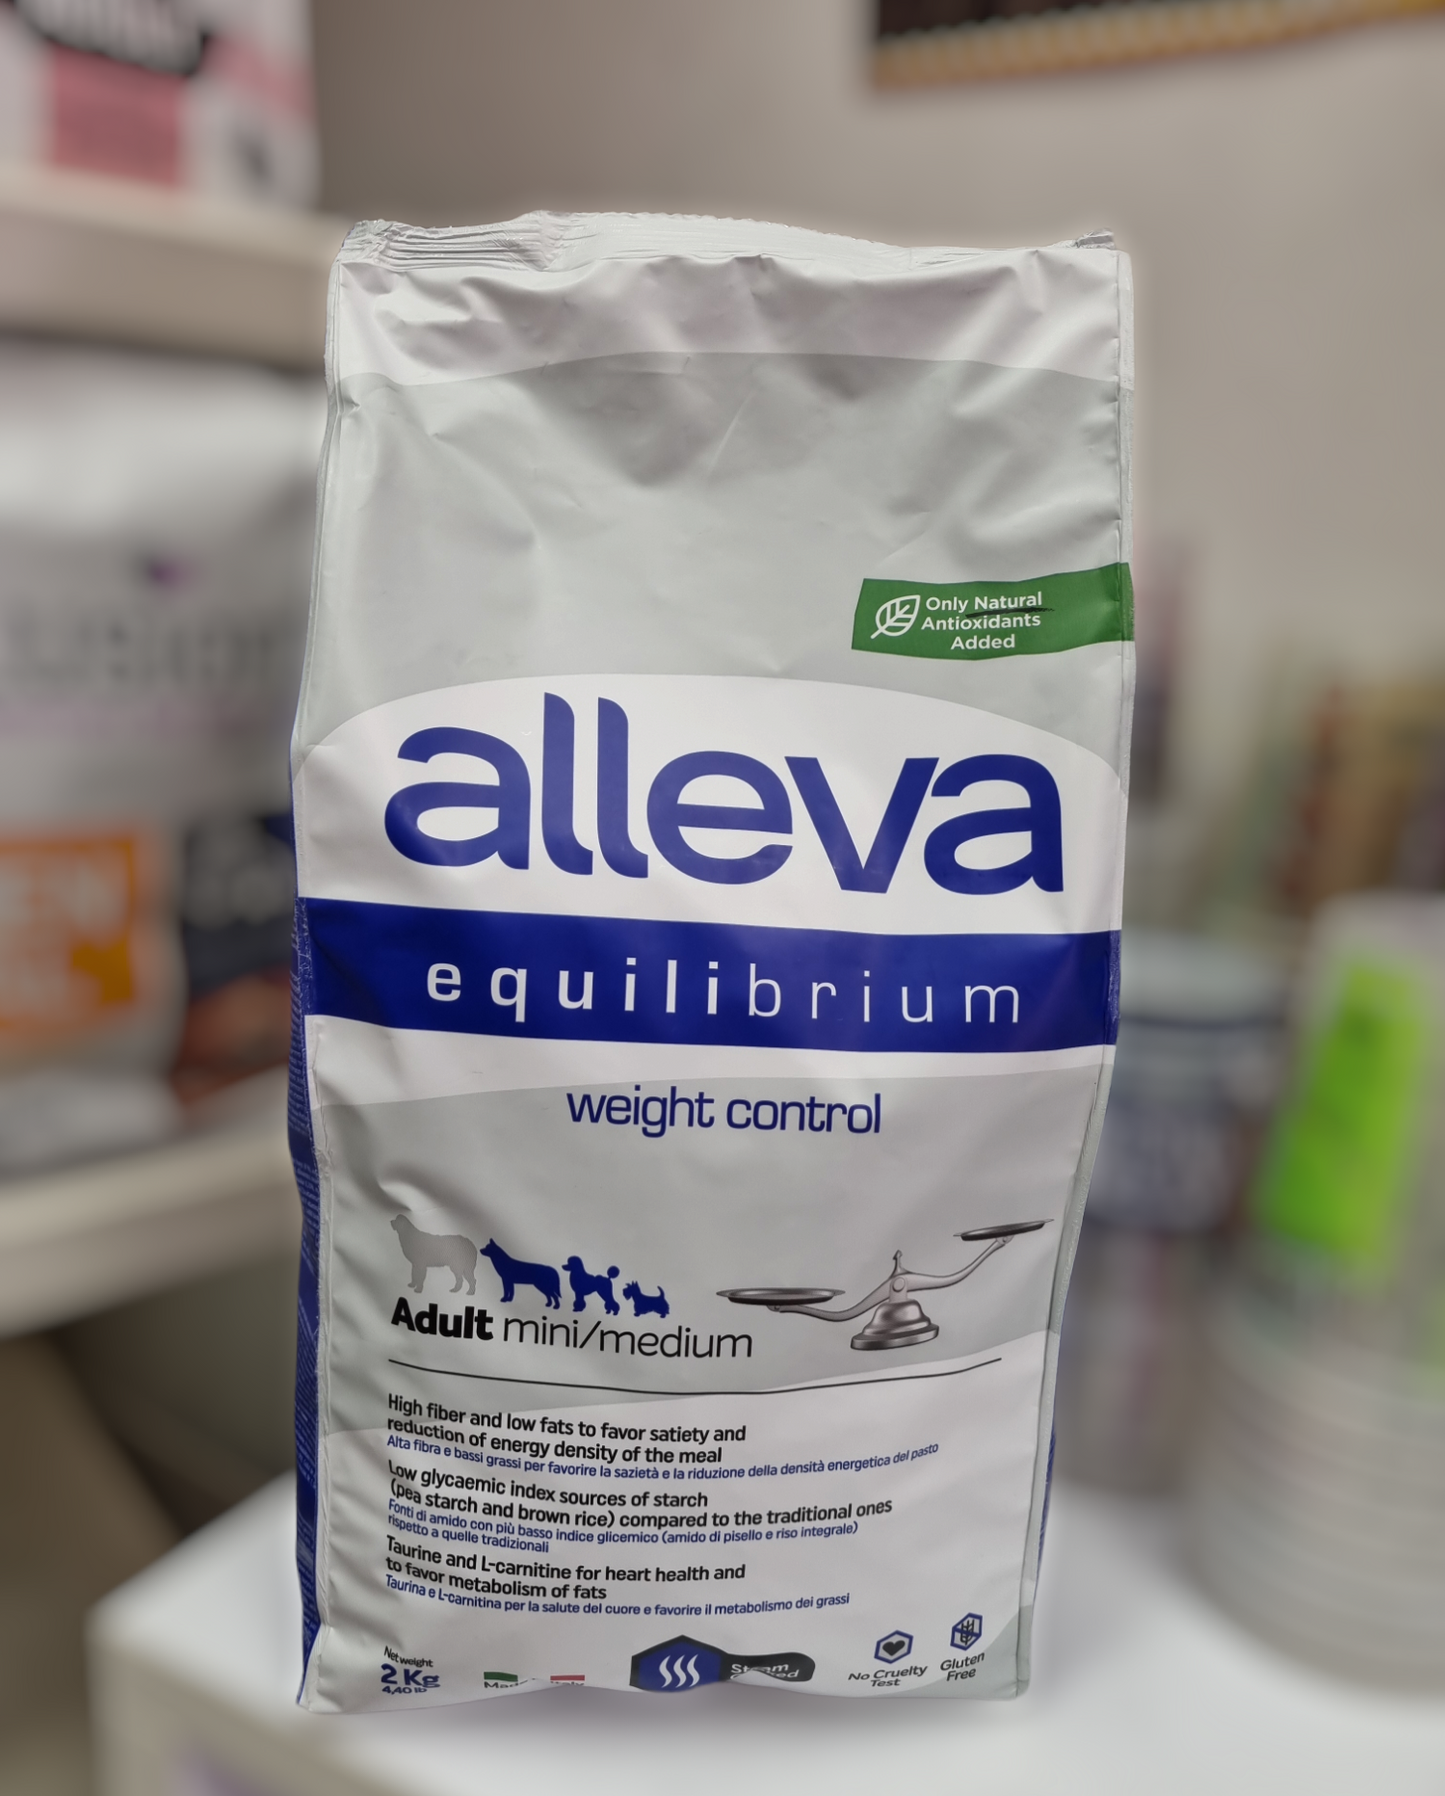 Only Natural
Antioxidants
Added
alleva
equilibrium
weight control
Adult mini/medium
High fiber and low fats to favor satiety and
reduction of energy density of the meal
Alta fibra e bassi grassi per favorire la sazietà e la riduzione della densità energetica del pasto
Low glycaemic index sources of starch
(pea starch and brown rice) compared to the traditional ones
Fonti di amido con più basso indice glicemico (amido di pisello e riso integrale)
rispetto a quelle tradizionali
Taurine and L-carnitine for heart health and
to favor metabolism of fats
Taurina e L-carnitina per la salute del cuore e favorire il metabolismo dei grassi
Net weight
2 Kg
4,40 lb
No Cruelty
Test
Gluten
Free